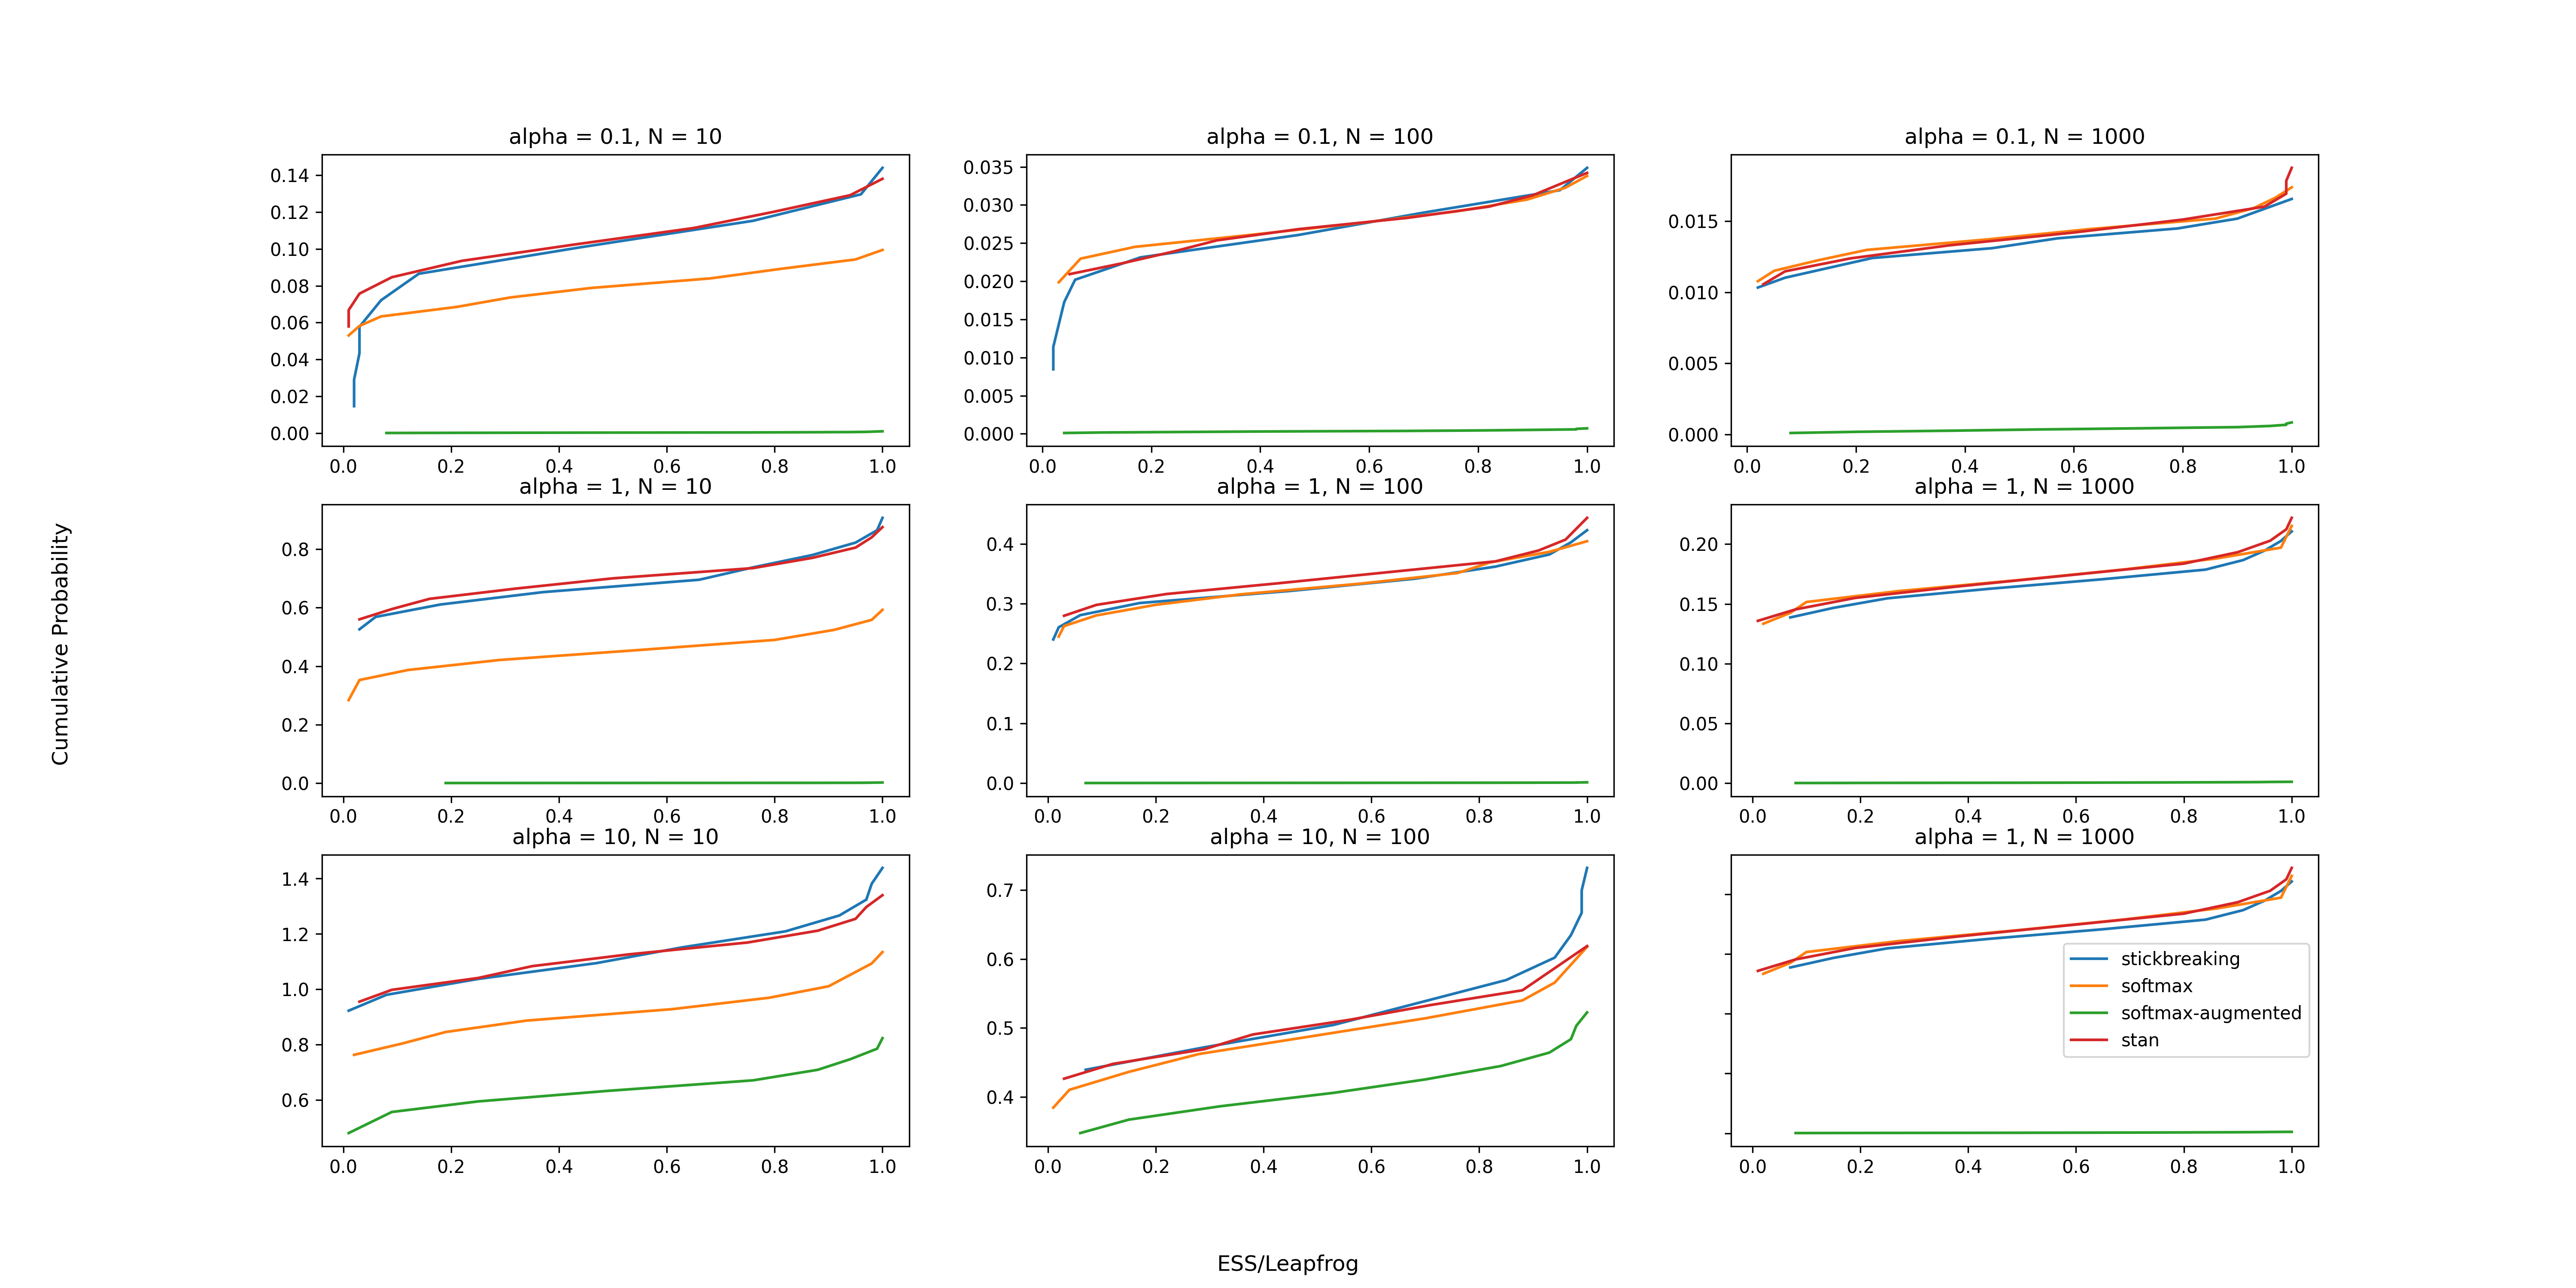 alpha = 0.1, N = 10
0.14
0.12
0.10
0.08
0.06
0.04
0.02
0.00
0.0 0.2 0.4 0.6 0.8 1.0
alpha = 0.1, N = 100
0.035
0.030
0.025
0.020
0.015
0.010
0.005
0.000
0.0 0.2 0.4 0.6 0.8 1.0
alpha = 0.1, N = 1000
0.015
0.010
0.005
0.000
0.0 0.2 0.4 0.6 0.8 1.0
Cumulative Probability
alpha = 1, N = 10
0.8
0.6
0.4
0.2
0.0
0.0 0.2 0.4 0.6 0.8 1.0
alpha = 1, N = 100
0.4
0.3
0.2
0.1
0.0
0.0 0.2 0.4 0.6 0.8 1.0
alpha = 1, N = 1000
0.20
0.15
0.10
0.05
0.00
0.0 0.2 0.4 0.6 0.8 1.0
alpha = 10, N = 10
1.4
1.2
1.0
0.8
0.6
0.0 0.2 0.4 0.6 0.8 1.0
alpha = 10, N = 100
0.7
0.6
0.5
0.4
0.0 0.2 0.4 0.6 0.8 1.0
alpha = 1, N = 1000
stickbreaking
softmax
softmax-augmented
stan
0.0 0.2 0.4 0.6 0.8 1.0
ESS/Leapfrog